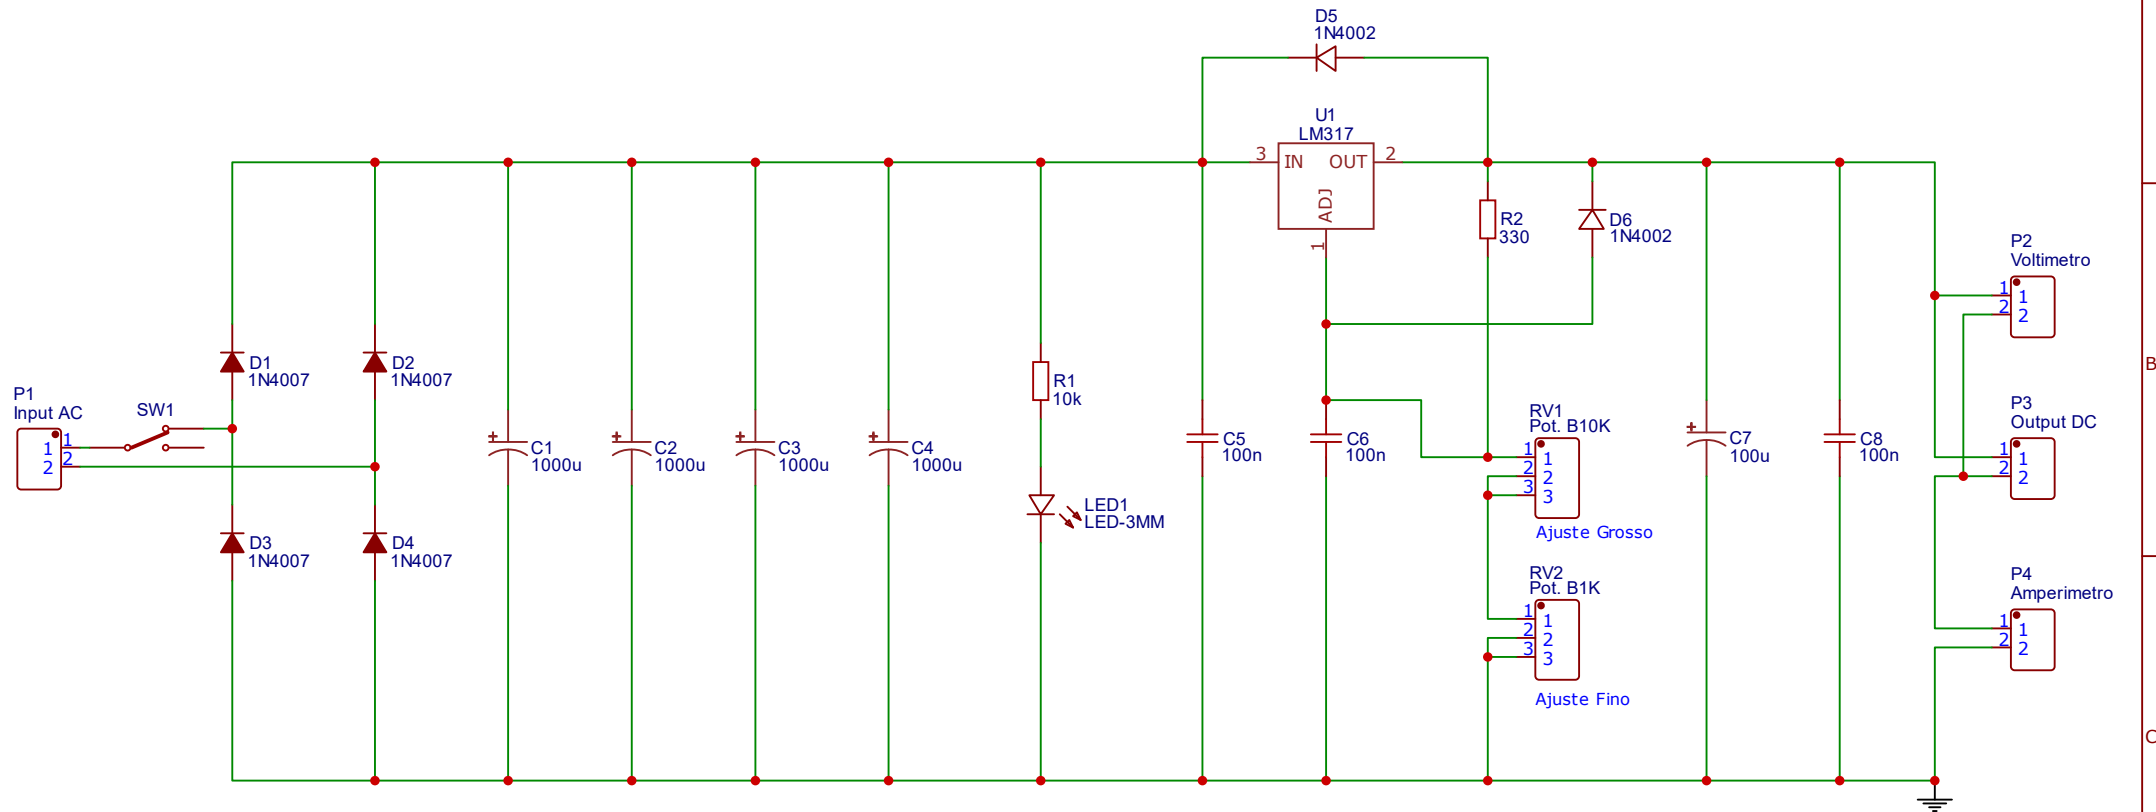 D5
1N4002
U1
LM317
3 IN OUT 2
ADJ
1
R2
330
D6
1N4002
P2
Voltimetro
1 1
2 2
B
D1
1N4007
D2
1N4007
P1
Input AC
SW1
1 1
2 2
R1
10k
RV1
Pot. B10K
1 1
2 2
3 3
Ajuste Grosso
P3
Output DC
1 1
2 2
C1
1000u
C2
1000u
C3
1000u
C4
1000u
C5
100n
C6
100n
C7
100u
C8
100n
LED1
LED-3MM
D3
1N4007
D4
1N4007
RV2
Pot. B1K
1 1
2 2
3 3
Ajuste Fino
P4
Amperimetro
1 1
2 2
C